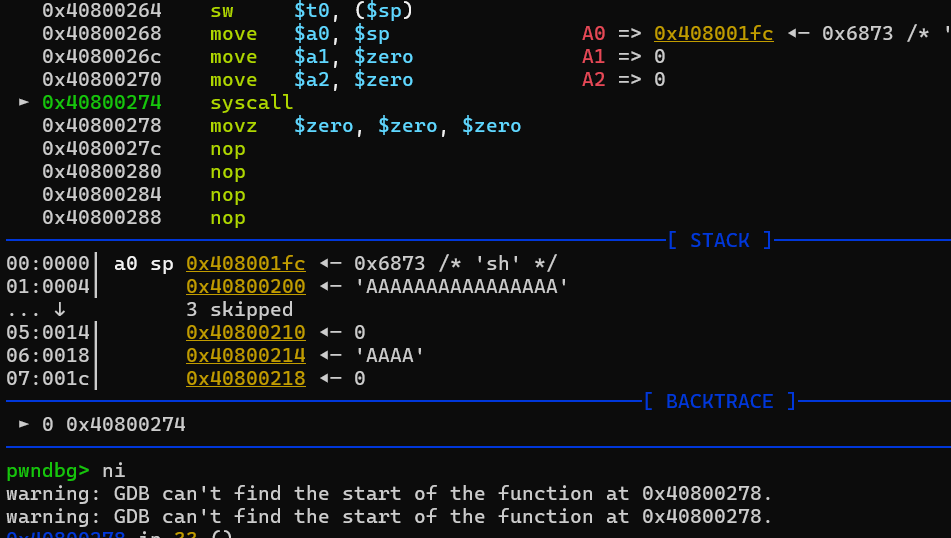 0x40800264 sw $t0, ($sp)
0x40800268 move $a0, $sp A0 => 0x408001fc ◂— 0x6873 /* '
0x4080026c move $a1, $zero A1 => 0
0x40800270 move $a2, $zero A2 => 0
► 0x40800274 syscall
0x40800278 movz $zero, $zero, $zero
0x4080027c nop
0x40800280 nop
0x40800284 nop
0x40800288 nop
[ STACK ]
00:0000│ a0 sp 0x408001fc ◂— 0x6873 /* 'sh' */
01:0004│ 0x40800200 ◂— 'AAAAAAAAAAAAAAAA'
... ↓ 3 skipped
05:0014│ 0x40800210 ◂— 0
06:0018│ 0x40800214 ◂— 'AAAA'
07:001c│ 0x40800218 ◂— 0
[ BACKTRACE ]
► 0 0x40800274
pwndbg> ni
warning: GDB can't find the start of the function at 0x40800278.
warning: GDB can't find the start of the function at 0x40800278.
0x40800278 in ?? ()